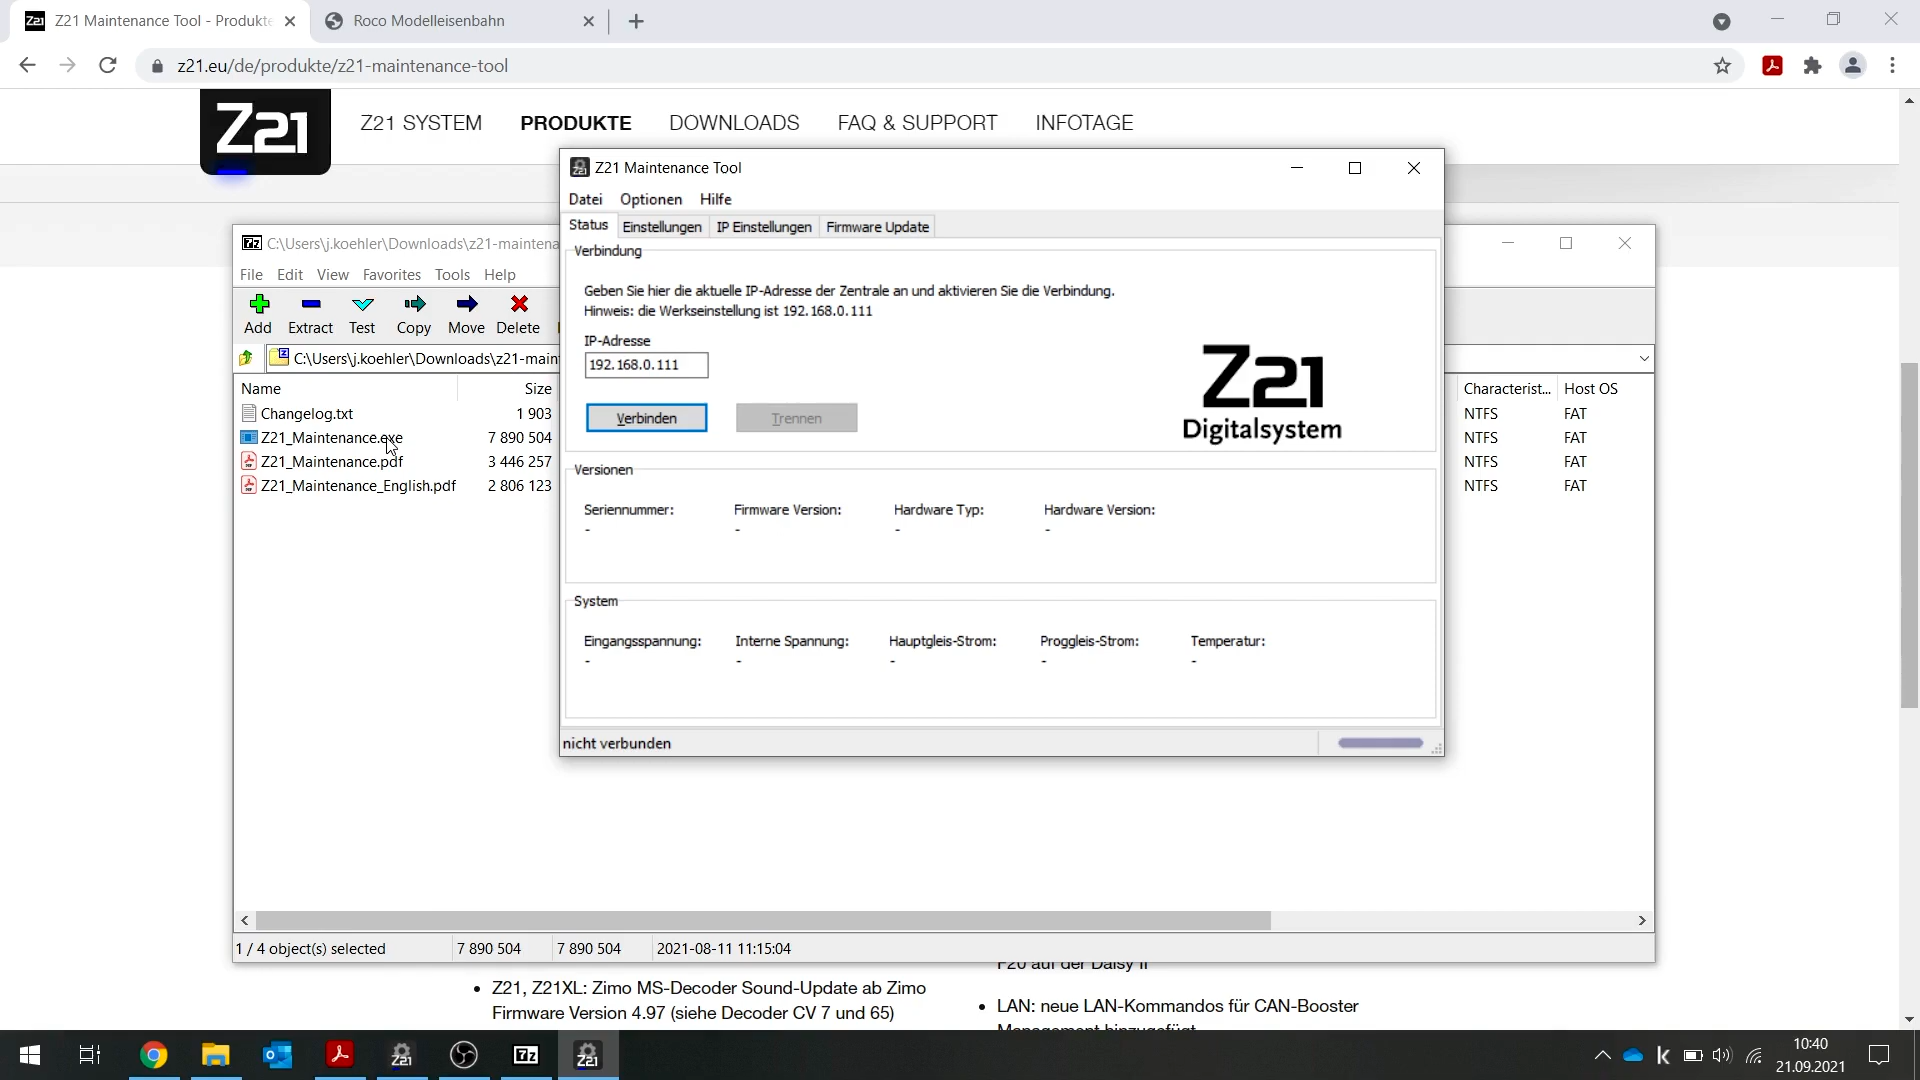 Z21 Maintenance Tool - Produkte
Roco Modelleisenbahn
z21.eu/de/produkte/z21-maintenance-tool
Z21
Z21 SYSTEM
PRODUKTE
DOWNLOADS
FAQ & SUPPORT
INFOTAGE
C:\Users\j.koehler\Downloads\z21-maintena
File Edit View Favorites Tools Help
Add Extract Test Copy Move Delete
C:\Users\j.koehler\Downloads\z21-main
Name Size Characterist... Host OS
Changelog.txt 1 903 NTFS FAT
Z21_Maintenance.exe 7 890 504 NTFS FAT
Z21_Maintenance.pdf 3 446 257 NTFS FAT
Z21_Maintenance_English.pdf 2 806 123 NTFS FAT
1 / 4 object(s) selected 7 890 504 7 890 504 2021-08-11 11:15:04
Z21 Maintenance Tool
Datei Optionen Hilfe
Status Einstellungen IP Einstellungen Firmware Update
Verbindung
Geben Sie hier die aktuelle IP-Adresse der Zentrale an und aktivieren Sie die Verbindung.
Hinweis: die Werkseinstellung ist 192.168.0.111
IP-Adresse
192.168.0.111
Verbinden Trennen
Z21
Digitalsystem
Versionen
Seriennummer: Firmware Version: Hardware Typ: Hardware Version:
- - - -
System
Eingangsspannung: Interne Spannung: Hauptgleis-Strom: Proggleis-Strom: Temperatur:
- - - - -
nicht verbunden
• Z21, Z21XL: Zimo MS-Decoder Sound-Update ab Zimo
Firmware Version 4.97 (siehe Decoder CV 7 und 65)
F20 auf der Daisy II
• LAN: neue LAN-Kommandos für CAN-Booster
Management hinzugefügt
10:40
21.09.2021